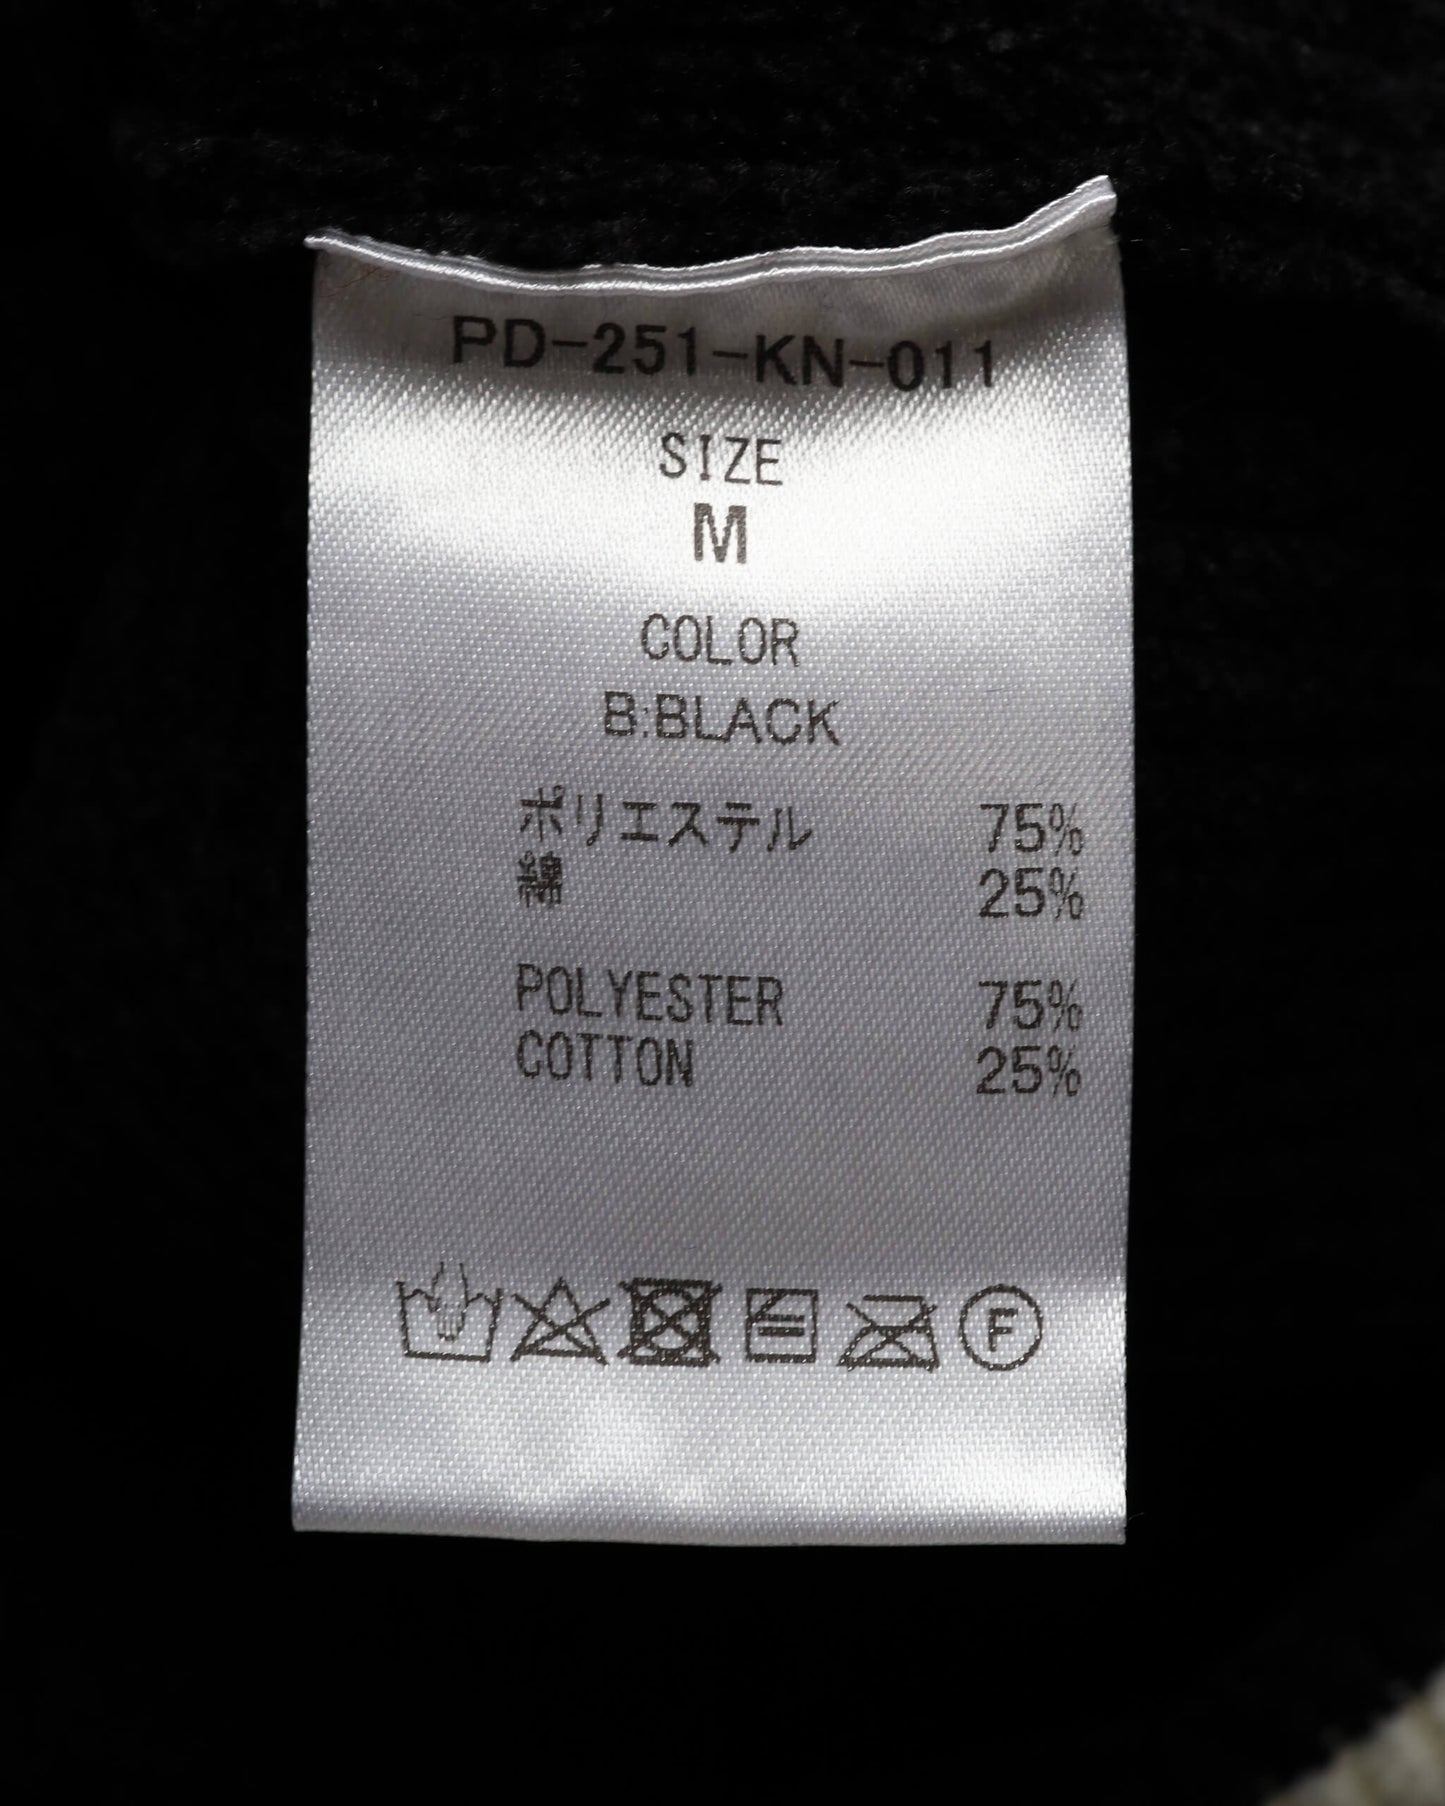 PD-251-KN-011
SIZE
M
COLOR
B:BLACK
ポリエステル 75%
綿 25%
POLYESTER 75%
COTTON 25%
F